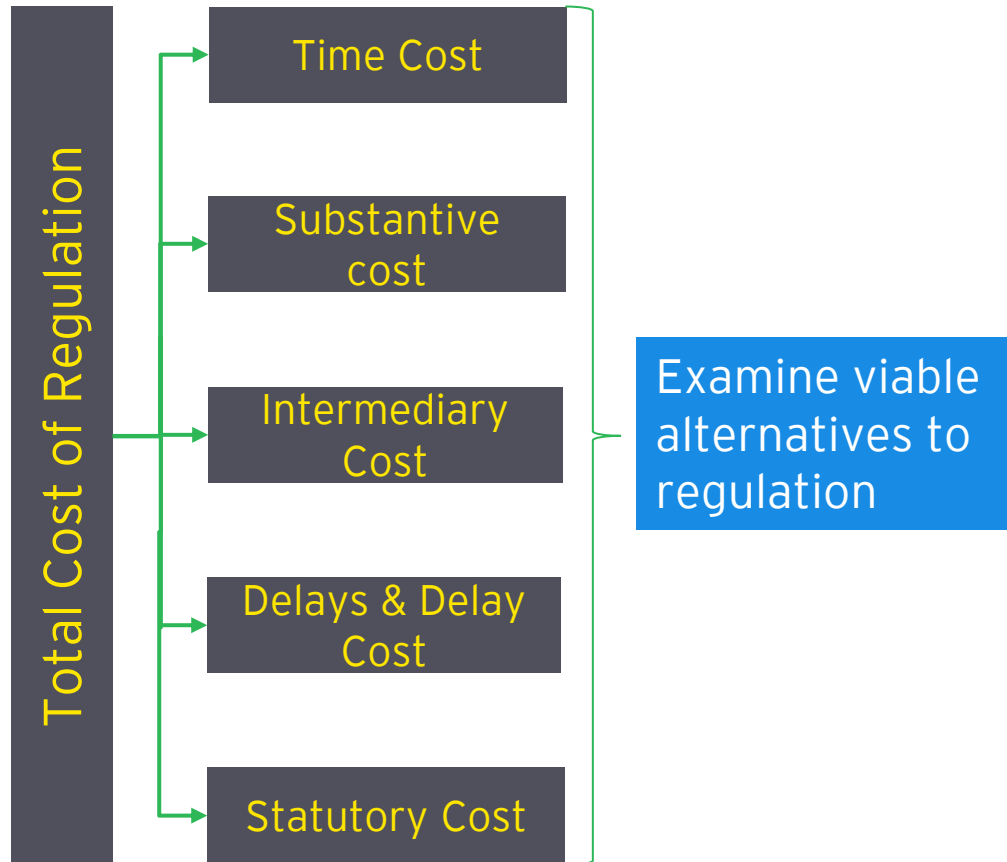 Total Cost of Regulation
Time Cost
Substantive
cost
Intermediary
Cost
Delays & Delay
Cost
Statutory Cost
Examine viable
alternatives to
regulation